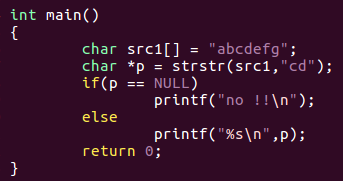 int main()
{
        char src1[] = "abcdefg";
        char *p = strstr(src1,"cd");
        if(p == NULL)
                printf("no !!\n");
        else
                printf("%s\n",p);
        return 0;
}